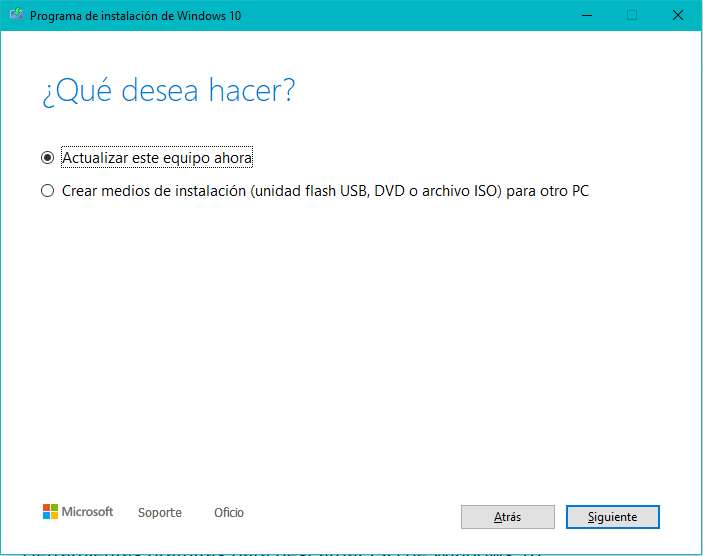 Programa de instalación de Windows 10
¿Qué desea hacer?
Actualizar este equipo ahora
Crear medios de instalación (unidad flash USB, DVD o archivo ISO) para otro PC
Microsoft Soporte Oficio Atrás Siguiente